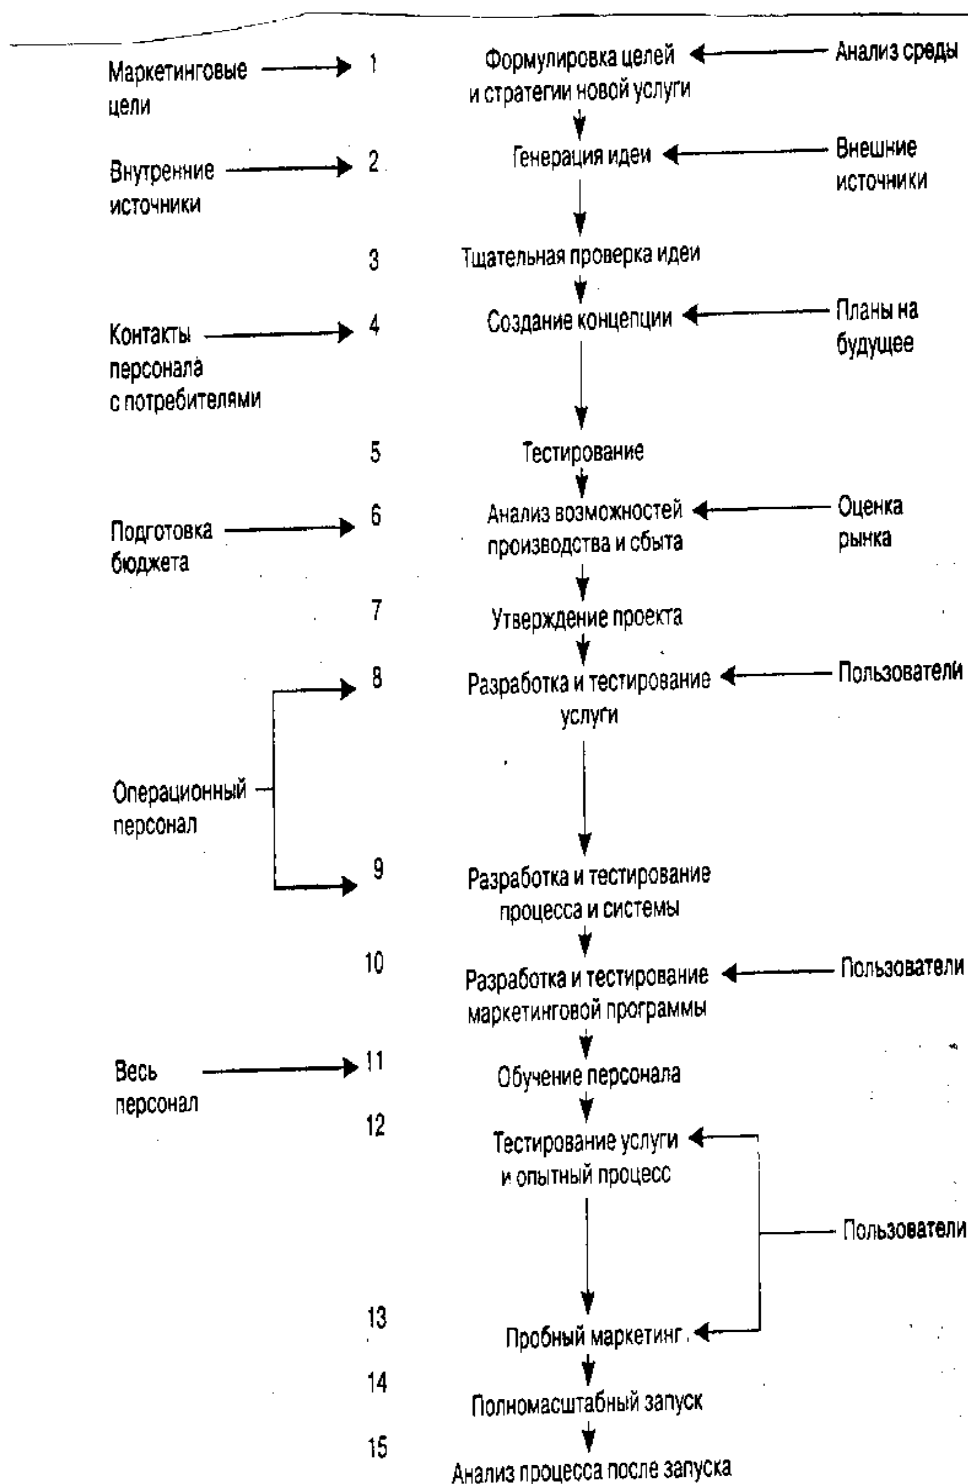 Маркетинговые
цели
1
Формулировка целей
и стратегии новой услуги
Анализ среды
Внутренние
источники
2
Генерация идеи
Внешние
источники
3
Тщательная проверка идеи
Контакты
персонала
с потребителями
4
Создание концепции
Планы на
будущее
5
Тестирование
Подготовка
бюджета
6
Анализ возможностей
производства и сбыта
Оценка
рынка
7
Утверждение проекта
8
Разработка и тестирование
услуги
Пользователи
Операционный
персонал
9
Разработка и тестирование
процесса и системы
10
Разработка и тестирование
маркетинговой программы
Пользователи
Весь
персонал
11
Обучение персонала
12
Тестирование услуги
и опытный процесс
Пользователи
13
Пробный маркетинг
14
Полномасштабный запуск
15
Анализ процесса после запуска